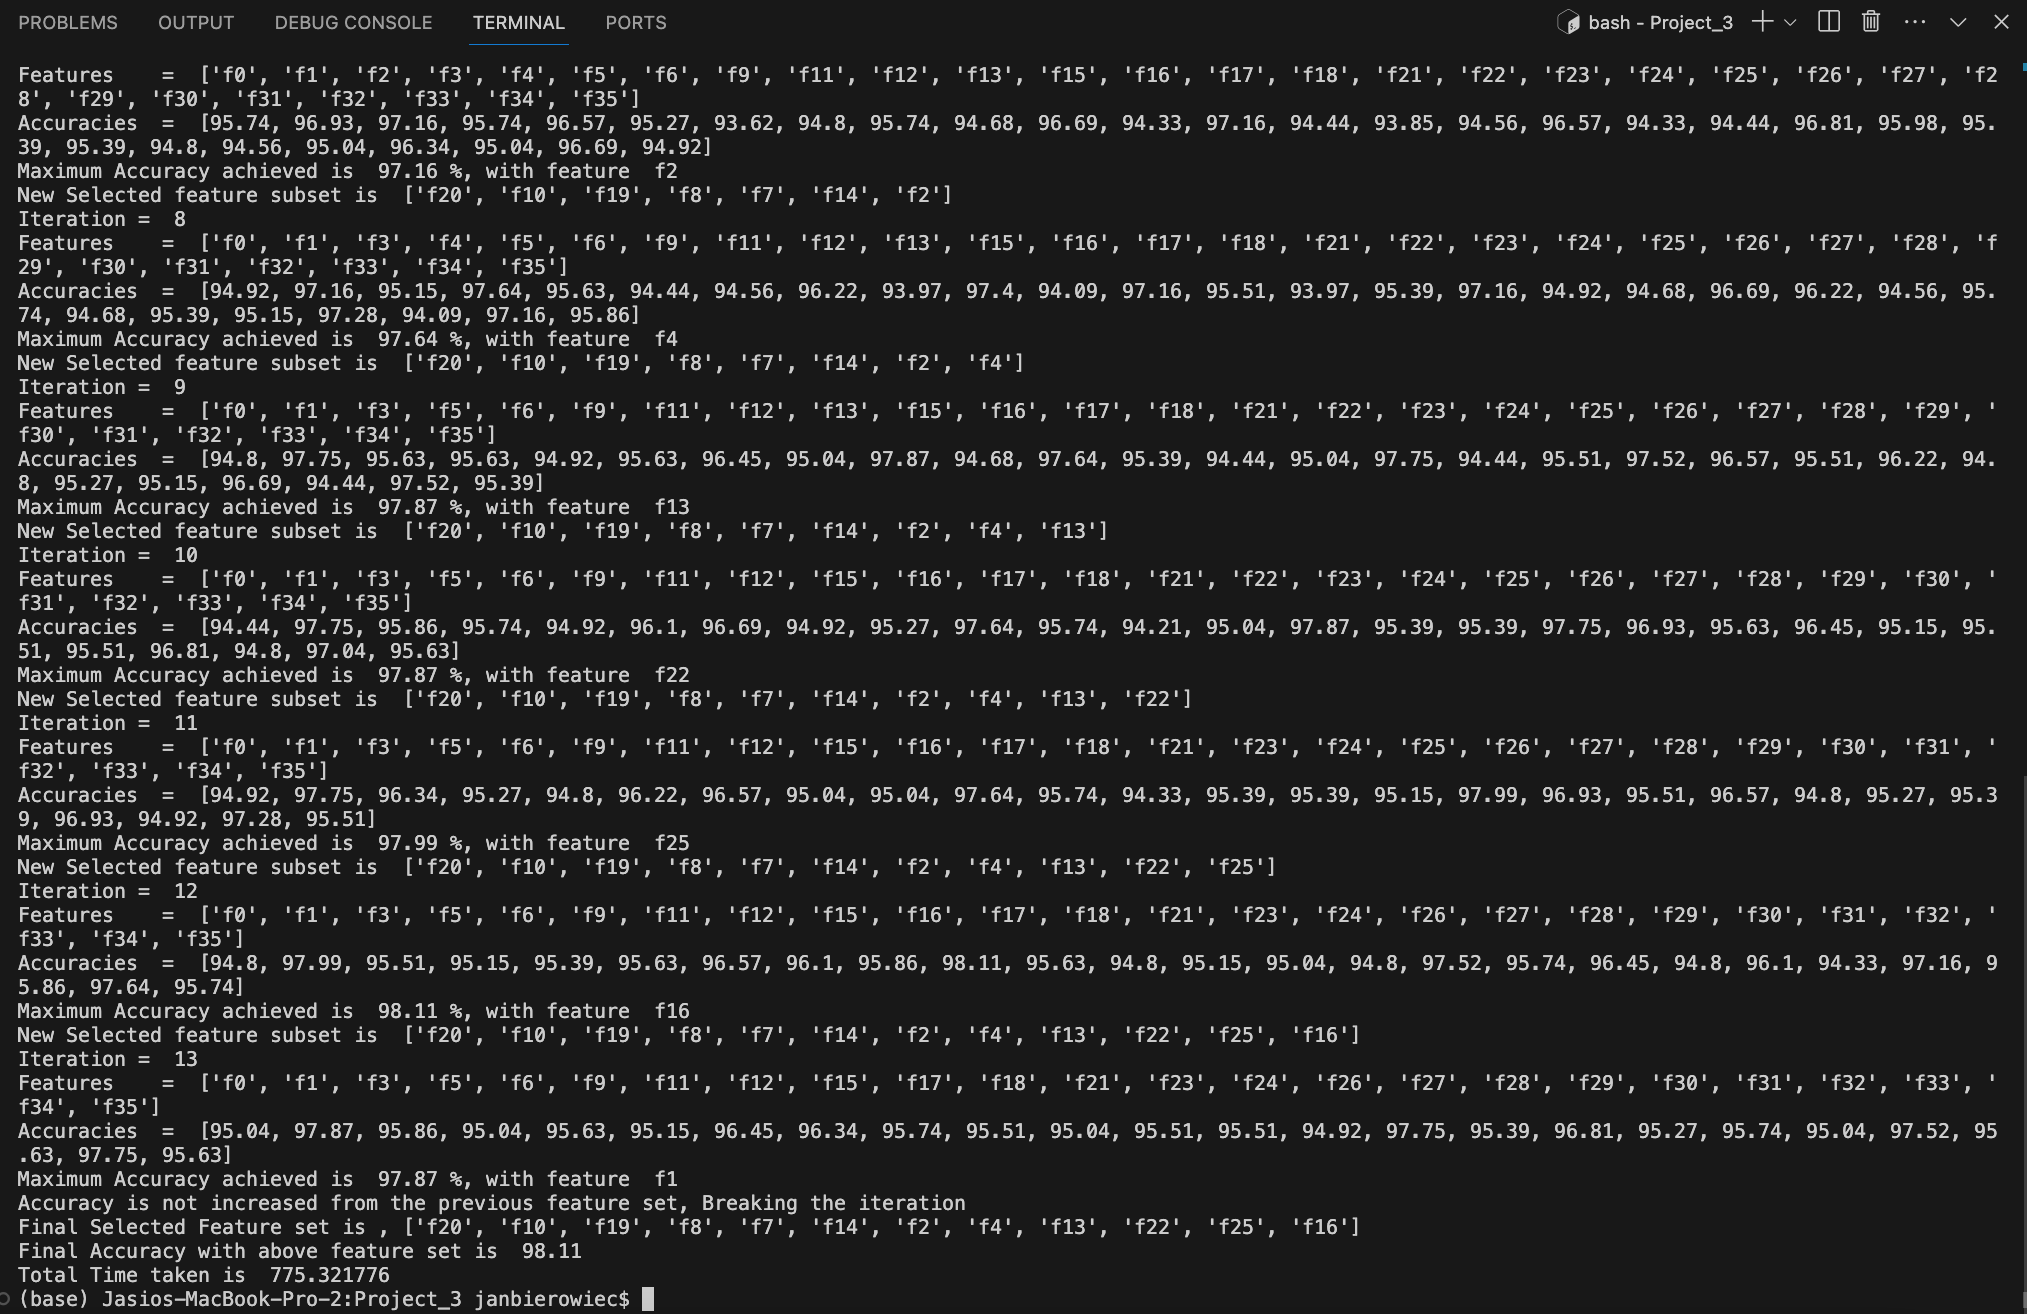 PROBLEMS OUTPUT DEBUG CONSOLE TERMINAL PORTS bash - Project_3
Features    =  ['f0', 'f1', 'f2', 'f3', 'f4', 'f5', 'f6', 'f9', 'f11', 'f12', 'f13', 'f15', 'f16', 'f17', 'f18', 'f21', 'f22', 'f23', 'f24', 'f25', 'f26', 'f27', 'f2
8', 'f29', 'f30', 'f31', 'f32', 'f33', 'f34', 'f35']
Accuracies  =  [95.74, 96.93, 97.16, 95.74, 96.57, 95.27, 93.62, 94.8, 95.74, 94.68, 96.69, 94.33, 97.16, 94.44, 93.85, 94.56, 96.57, 94.33, 94.44, 96.81, 95.98, 95.
39, 95.39, 94.8, 94.56, 95.04, 96.34, 95.04, 96.69, 94.92]
Maximum Accuracy achieved is  97.16 %, with feature  f2
New Selected feature subset is  ['f20', 'f10', 'f19', 'f8', 'f7', 'f14', 'f2']
Iteration =  8
Features    =  ['f0', 'f1', 'f3', 'f4', 'f5', 'f6', 'f9', 'f11', 'f12', 'f13', 'f15', 'f16', 'f17', 'f18', 'f21', 'f22', 'f23', 'f24', 'f25', 'f26', 'f27', 'f28', 'f
29', 'f30', 'f31', 'f32', 'f33', 'f34', 'f35']
Accuracies  =  [94.92, 97.16, 95.15, 97.64, 95.63, 94.44, 94.56, 96.22, 93.97, 97.4, 94.09, 97.16, 95.51, 93.97, 95.39, 97.16, 94.92, 94.68, 96.69, 96.22, 94.56, 95.
74, 94.68, 95.39, 95.15, 97.28, 94.09, 97.16, 95.86]
Maximum Accuracy achieved is  97.64 %, with feature  f4
New Selected feature subset is  ['f20', 'f10', 'f19', 'f8', 'f7', 'f14', 'f2', 'f4']
Iteration =  9
Features    =  ['f0', 'f1', 'f3', 'f5', 'f6', 'f9', 'f11', 'f12', 'f13', 'f15', 'f16', 'f17', 'f18', 'f21', 'f22', 'f23', 'f24', 'f25', 'f26', 'f27', 'f28', 'f29', '
f30', 'f31', 'f32', 'f33', 'f34', 'f35']
Accuracies  =  [94.8, 97.75, 95.63, 95.63, 94.92, 95.63, 96.45, 95.04, 97.87, 94.68, 97.64, 95.39, 94.44, 95.04, 97.75, 94.44, 95.51, 97.52, 96.57, 95.51, 96.22, 94.
8, 95.27, 95.15, 96.69, 94.44, 97.52, 95.39]
Maximum Accuracy achieved is  97.87 %, with feature  f13
New Selected feature subset is  ['f20', 'f10', 'f19', 'f8', 'f7', 'f14', 'f2', 'f4', 'f13']
Iteration =  10
Features    =  ['f0', 'f1', 'f3', 'f5', 'f6', 'f9', 'f11', 'f12', 'f15', 'f16', 'f17', 'f18', 'f21', 'f22', 'f23', 'f24', 'f25', 'f26', 'f27', 'f28', 'f29', 'f30', '
f31', 'f32', 'f33', 'f34', 'f35']
Accuracies  =  [94.44, 97.75, 95.86, 95.74, 94.92, 96.1, 96.69, 94.92, 95.27, 97.64, 95.74, 94.21, 95.04, 97.87, 95.39, 95.39, 97.75, 96.93, 95.63, 96.45, 95.15, 95.
51, 95.51, 96.81, 94.8, 97.04, 95.63]
Maximum Accuracy achieved is  97.87 %, with feature  f22
New Selected feature subset is  ['f20', 'f10', 'f19', 'f8', 'f7', 'f14', 'f2', 'f4', 'f13', 'f22']
Iteration =  11
Features    =  ['f0', 'f1', 'f3', 'f5', 'f6', 'f9', 'f11', 'f12', 'f15', 'f16', 'f17', 'f18', 'f21', 'f23', 'f24', 'f25', 'f26', 'f27', 'f28', 'f29', 'f30', 'f31', '
f32', 'f33', 'f34', 'f35']
Accuracies  =  [94.92, 97.75, 96.34, 95.27, 94.8, 96.22, 96.57, 95.04, 95.04, 97.64, 95.74, 94.33, 95.39, 95.39, 95.15, 97.99, 96.93, 95.51, 96.57, 94.8, 95.27, 95.3
9, 96.93, 94.92, 97.28, 95.51]
Maximum Accuracy achieved is  97.99 %, with feature  f25
New Selected feature subset is  ['f20', 'f10', 'f19', 'f8', 'f7', 'f14', 'f2', 'f4', 'f13', 'f22', 'f25']
Iteration =  12
Features    =  ['f0', 'f1', 'f3', 'f5', 'f6', 'f9', 'f11', 'f12', 'f15', 'f16', 'f17', 'f18', 'f21', 'f23', 'f24', 'f26', 'f27', 'f28', 'f29', 'f30', 'f31', 'f32', '
f33', 'f34', 'f35']
Accuracies  =  [94.8, 97.99, 95.51, 95.15, 95.39, 95.63, 96.57, 96.1, 95.86, 98.11, 95.63, 94.8, 95.15, 95.04, 94.8, 97.52, 95.74, 96.45, 94.8, 96.1, 94.33, 97.16, 9
5.86, 97.64, 95.74]
Maximum Accuracy achieved is  98.11 %, with feature  f16
New Selected feature subset is  ['f20', 'f10', 'f19', 'f8', 'f7', 'f14', 'f2', 'f4', 'f13', 'f22', 'f25', 'f16']
Iteration =  13
Features    =  ['f0', 'f1', 'f3', 'f5', 'f6', 'f9', 'f11', 'f12', 'f15', 'f17', 'f18', 'f21', 'f23', 'f24', 'f26', 'f27', 'f28', 'f29', 'f30', 'f31', 'f32', 'f33', '
f34', 'f35']
Accuracies  =  [95.04, 97.87, 95.86, 95.04, 95.63, 95.15, 96.45, 96.34, 95.74, 95.51, 95.04, 95.51, 95.51, 94.92, 97.75, 95.39, 96.81, 95.27, 95.74, 95.04, 97.52, 95
.63, 97.75, 95.63]
Maximum Accuracy achieved is  97.87 %, with feature  f1
Accuracy is not increased from the previous feature set, Breaking the iteration
Final Selected Feature set is , ['f20', 'f10', 'f19', 'f8', 'f7', 'f14', 'f2', 'f4', 'f13', 'f22', 'f25', 'f16']
Final Accuracy with above feature set is  98.11
Total Time taken is  775.321776
(base) Jasios-MacBook-Pro-2:Project_3 janbierowiec$